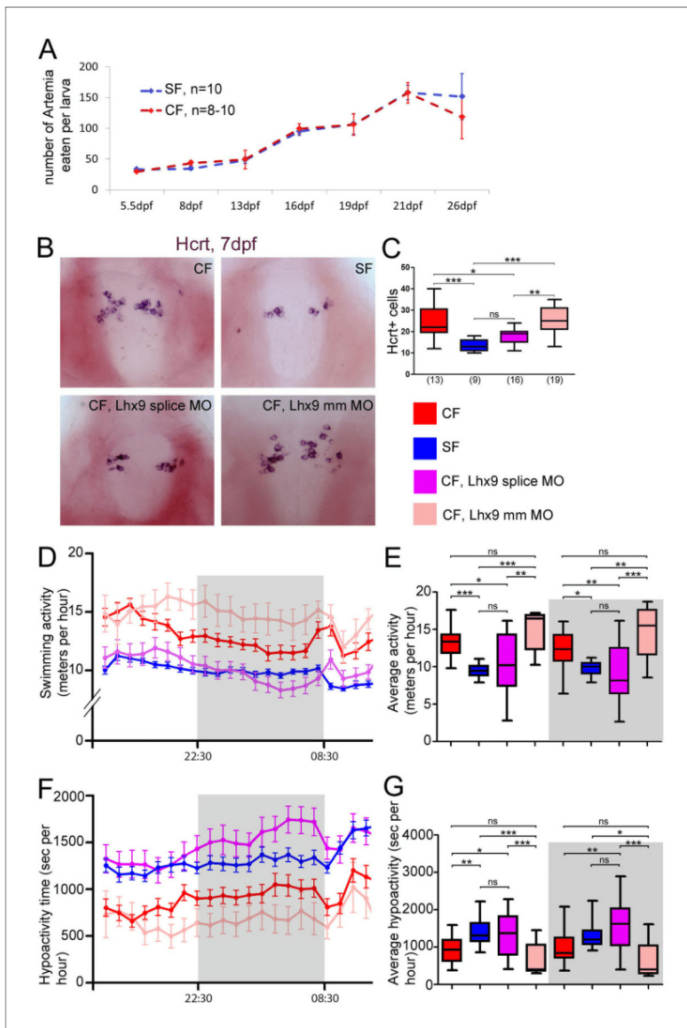 A
number of Artemia
eaten per larva
200
150
100
50
0
SF, n=10
CF, n=8-10
5.5dpf 8dpf 13dpf 16dpf 19dpf 21dpf 26dpf
B
Hcrt, 7dpf
CF
SF
CF, Lhx9 splice MO
CF, Lhx9 mm MO
C
Hcrt+ cells
50
40
30
20
10
0
***
*
***
ns
**
(13) (9) (16) (19)
CF
SF
CF, Lhx9 splice MO
CF, Lhx9 mm MO
D
Swimming activity
(meters per hour)
20
15
10
0
22:30 08:30
E
Average activity
(meters per hour)
20
15
10
5
0
ns
***
*
**
***
ns
ns
**
**
***
*
ns
F
Hypoactivity time (sec per
hour)
2000
1500
1000
500
0
22:30 08:30
G
Average hypoactivity (sec per
hour)
4000
3000
2000
1000
0
ns
***
*
***
**
ns
ns
*
**
***
ns